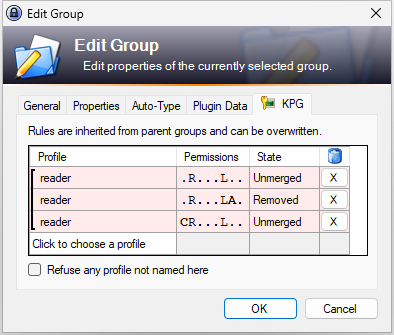 Edit Group
Edit Group
Edit properties of the currently selected group.
General Properties Auto-Type Plugin Data KPG
Rules are inherited from parent groups and can be overwritten.
Profile Permissions State
reader .R...L.. Unmerged X
reader .R...LA. Removed X
reader CR...L.. Unmerged X
Click to choose a profile
Refuse any profile not named here
OK Cancel